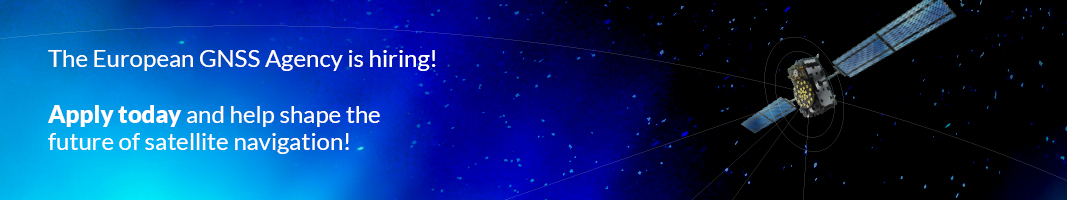 The European GNSS Agency is hiring!
Apply today and help shape the
future of satellite navigation!